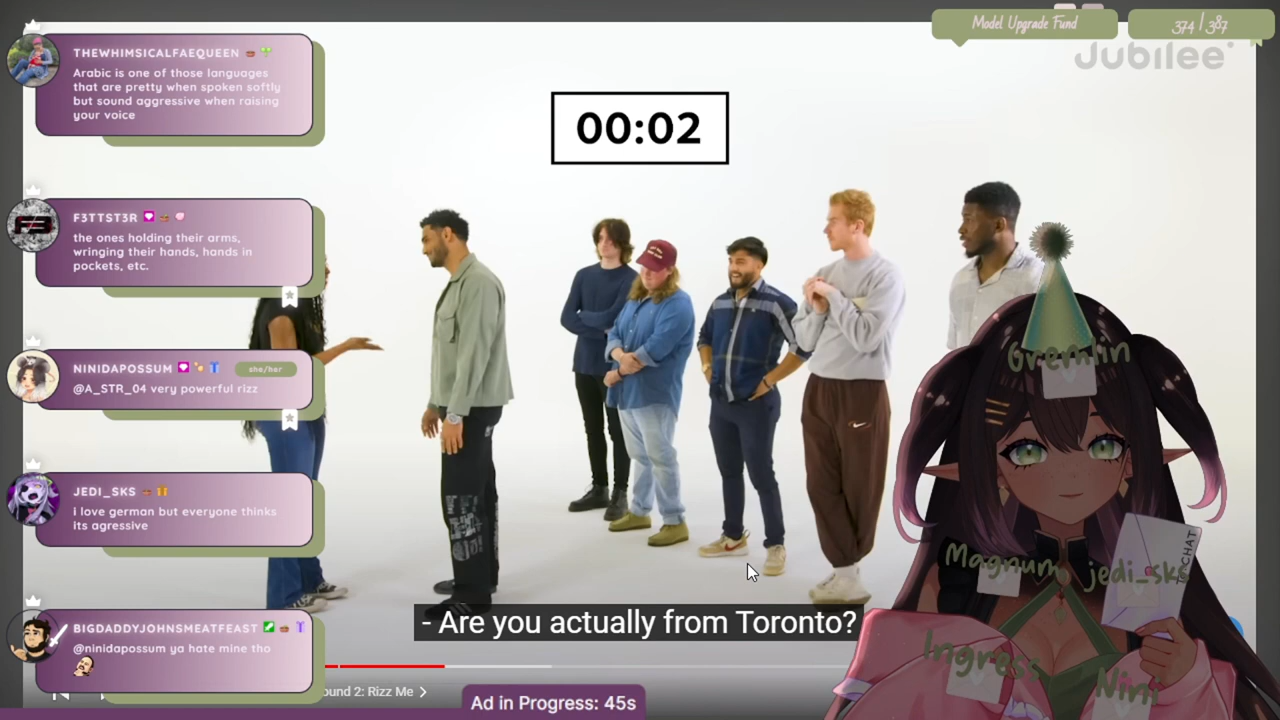 Model Upgrade Fund
374 / 387
Jubilee
THEWHIMSICALFAEQUEEN
Arabic is one of those languages
that are pretty when spoken softly
but sound aggressive when raising
your voice
00:02
F3TTST3R
the ones holding their arms,
wringing their hands, hands in
pockets, etc.
Gremlin
NINIDAPOSSUM
she/her
@A_STR_04 very powerful rizz
JEDI_SKS
i love german but everyone thinks
its agressive
CHAT
Magnum
jedi_sks
BIGDADDYJOHNSMEATFEAST
@ninidapossum ya hate mine tho
- Are you actually from Toronto?
Ingress
Nini
ound 2: Rizz Me
Ad in Progress: 45s